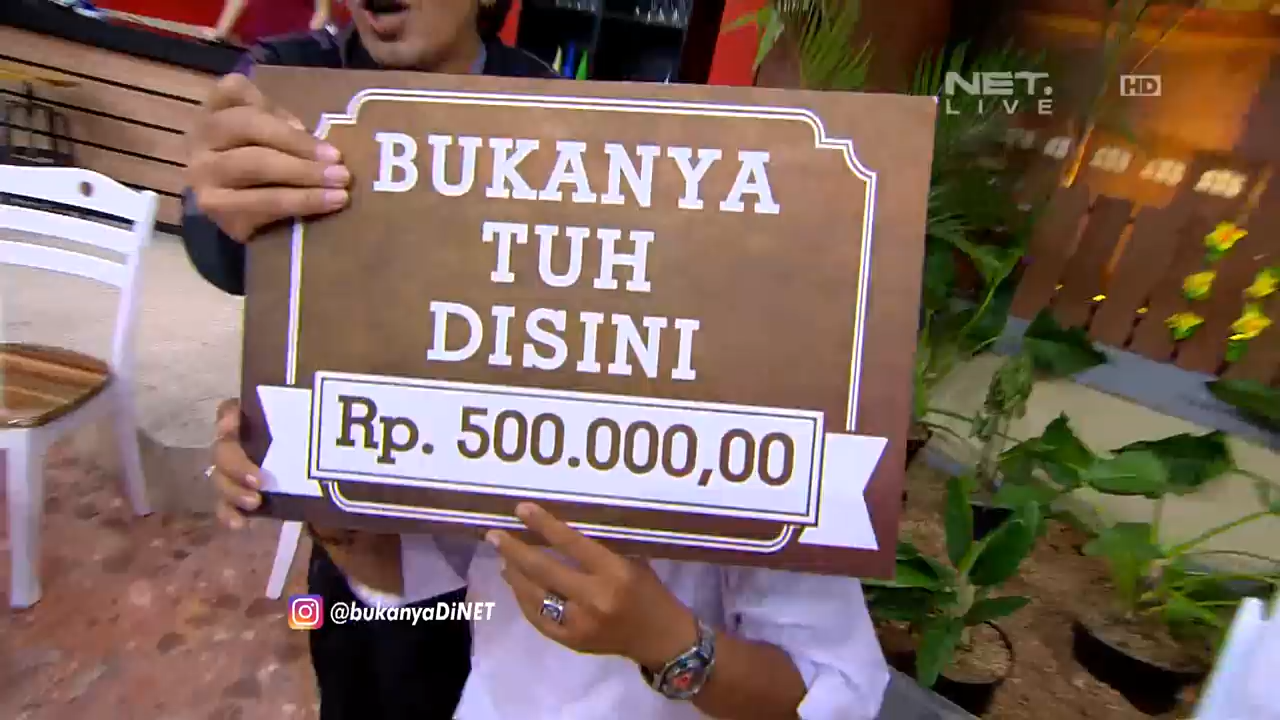 NET.
LIVE
HD
BUKANYA
TUH
DISINI
Rp. 500.000,00
@bukanyaDiNET